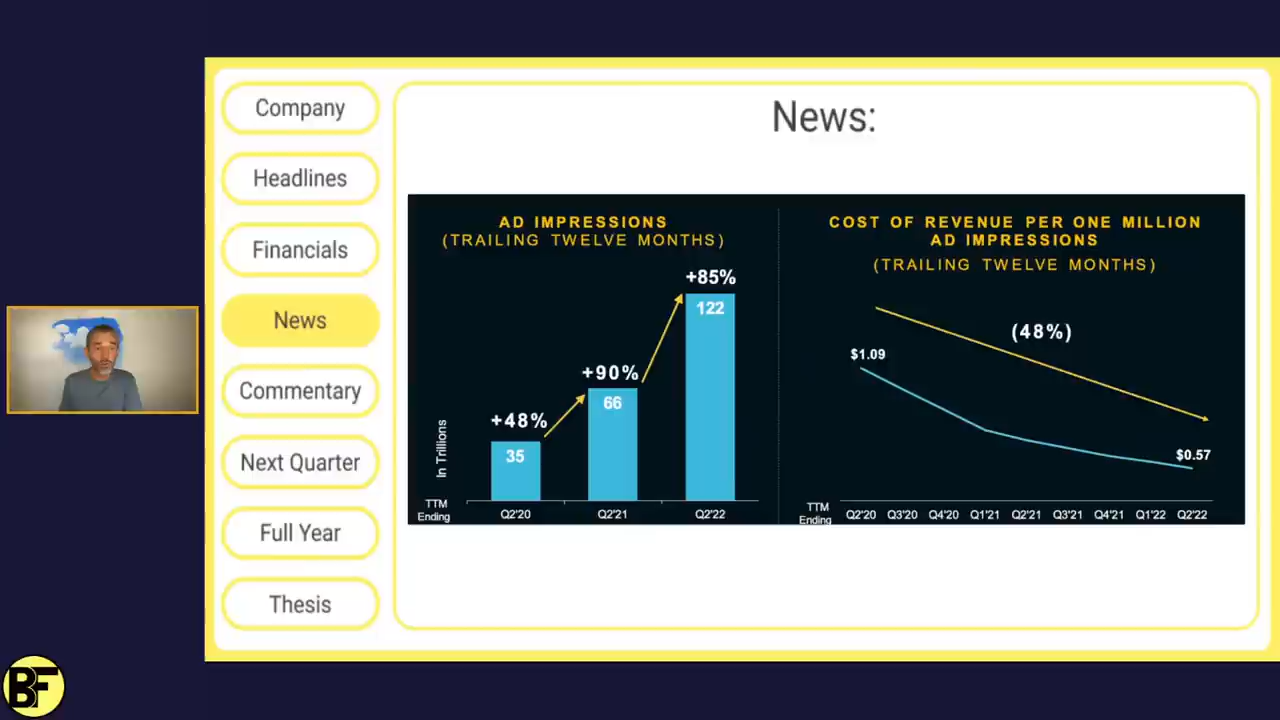 Company
Headlines
Financials
News
Commentary
Next Quarter
Full Year
Thesis
News:
AD IMPRESSIONS
(TRAILING TWELVE MONTHS)
In Trillions
+48%
35
+90%
66
+85%
122
TTM
Ending
Q2'20
Q2'21
Q2'22
COST OF REVENUE PER ONE MILLION
AD IMPRESSIONS
(TRAILING TWELVE MONTHS)
(48%)
$1.09
$0.57
TTM
Ending
Q2'20 Q3'20 Q4'20 Q1'21 Q2'21 Q3'21 Q4'21 Q1'22 Q2'22
BF